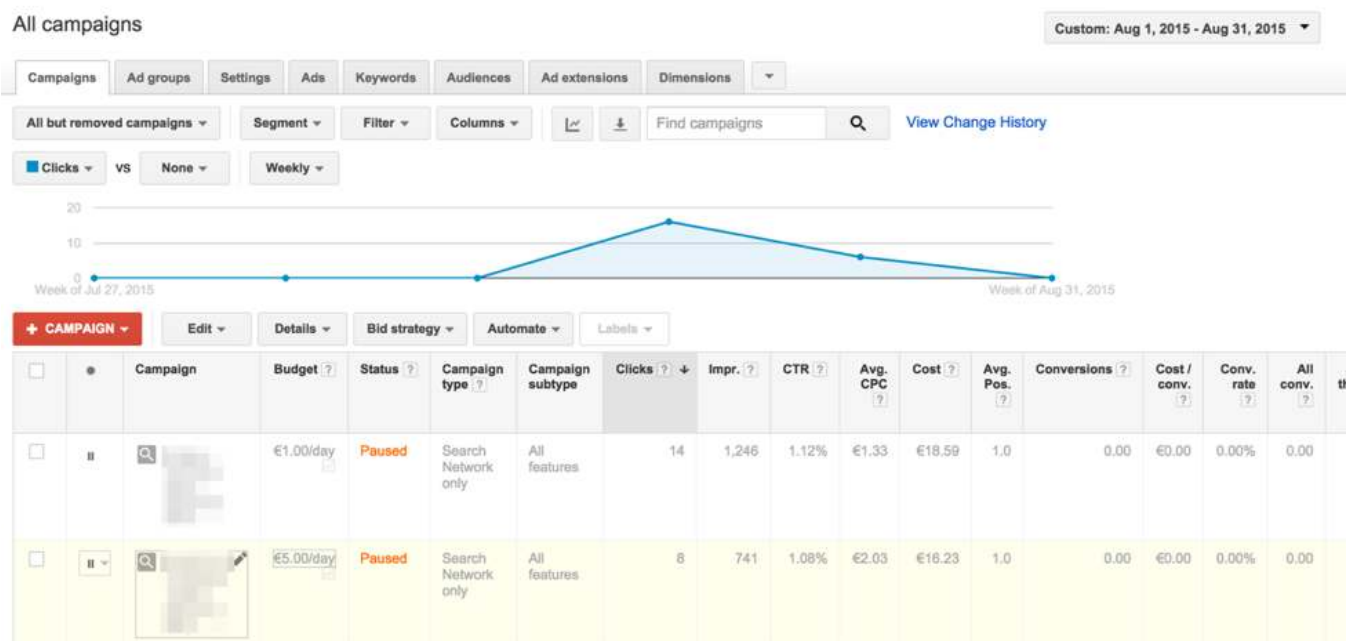 All campaigns
Custom: Aug 1, 2015 - Aug 31, 2015
Campaigns Ad groups Settings Ads Keywords Audiences Ad extensions Dimensions
All but removed campaigns Segment Filter Columns Find campaigns View Change History
Clicks VS None Weekly
20
10
0
Week of Jul 27, 2015 Week of Aug 31, 2015
+ CAMPAIGN Edit Details Bid strategy Automate Labels
Campaign Budget ? Status ? Campaign type ? Campaign subtype Clicks ? Impr. ? CTR ? Avg. CPC ? Cost ? Avg. Pos. ? Conversions ? Cost / conv. ? Conv. rate ? All conv. ?
€1.00/day Paused Search Network only All features 14 1,246 1.12% €1.33 €18.59 1.0 0.00 €0.00 0.00% 0.00
€5.00/day Paused Search Network only All features 8 741 1.08% €2.03 €16.23 1.0 0.00 €0.00 0.00% 0.00